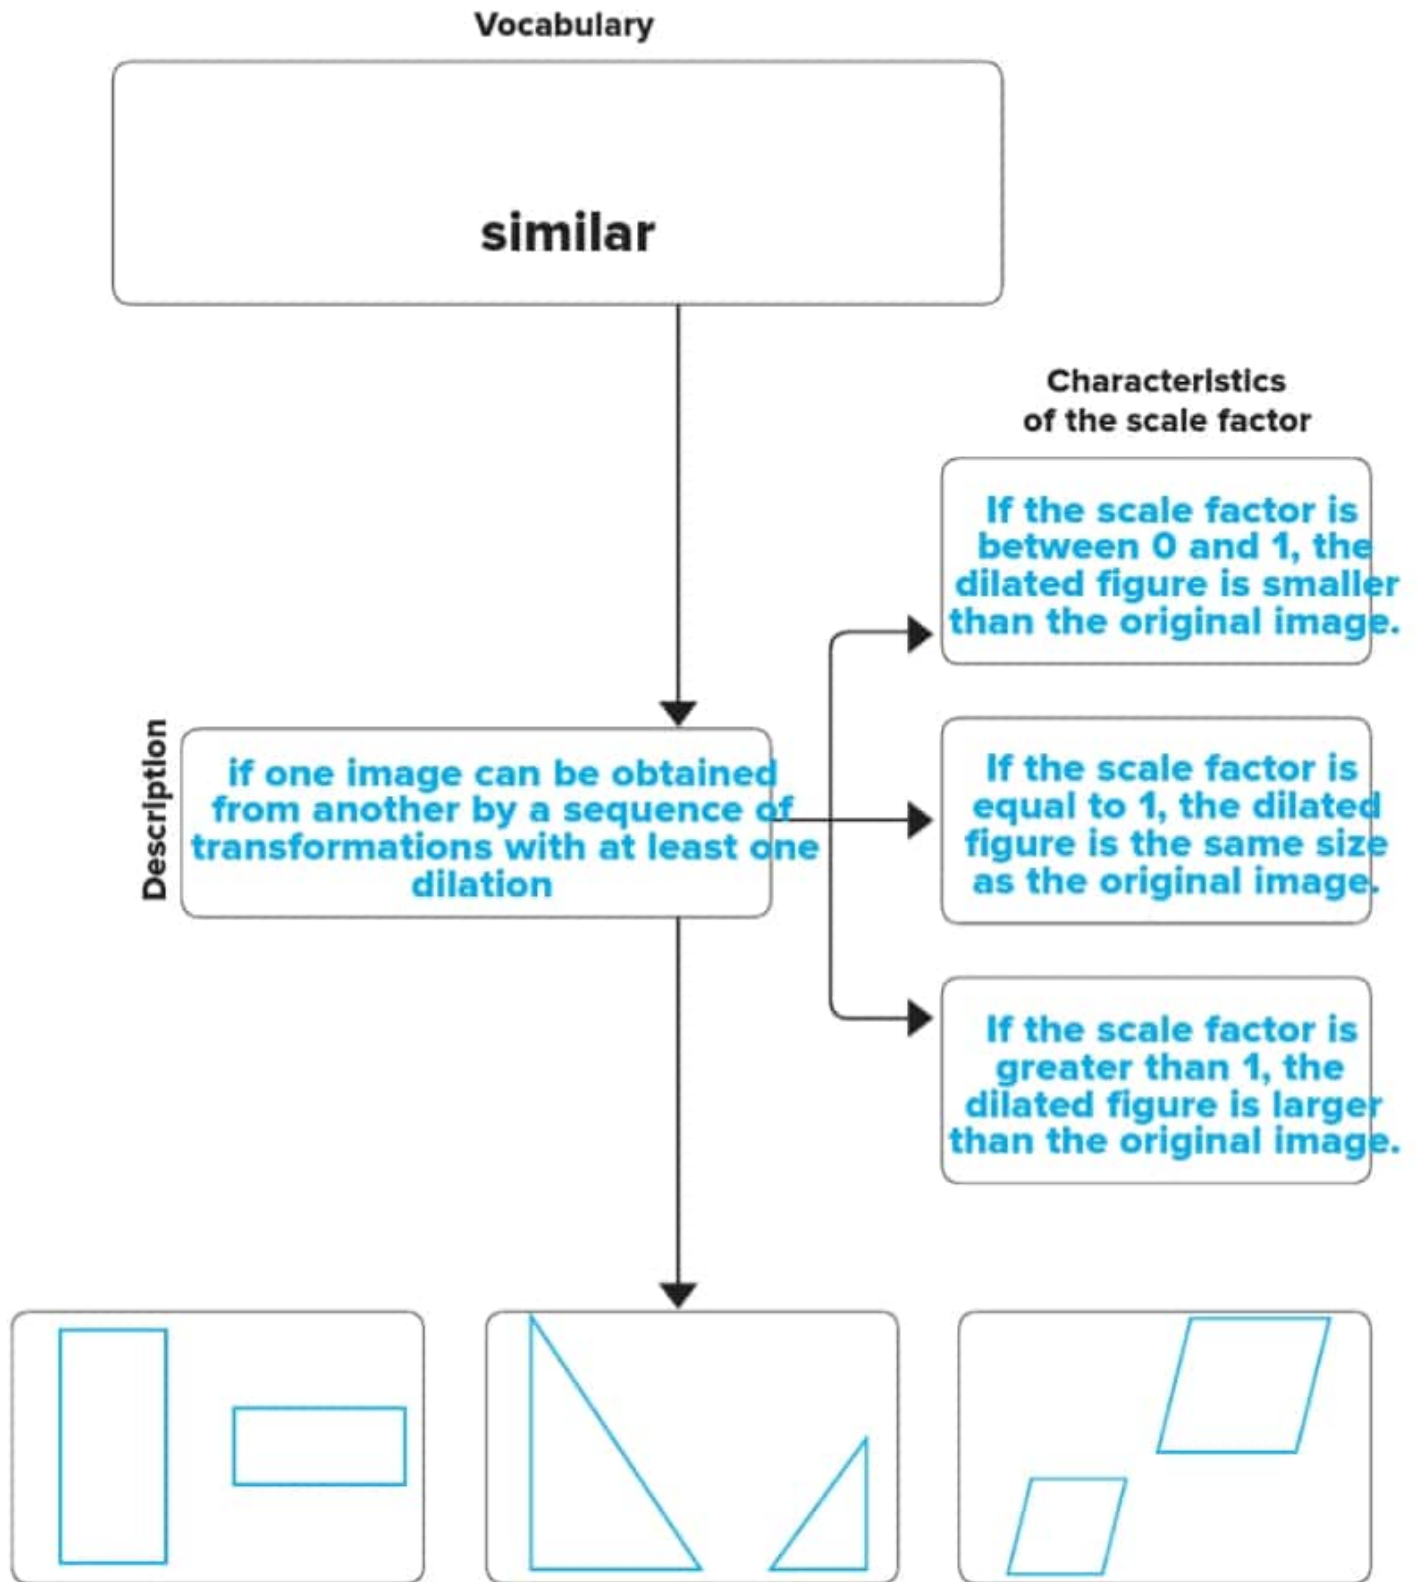 Vocabulary
similar
Characteristics
of the scale factor
If the scale factor is
between 0 and 1, the
dilated figure is smaller
than the original image.
Description
if one image can be obtained
from another by a sequence of
transformations with at least one
dilation
If the scale factor is
equal to 1, the dilated
figure is the same size
as the original image.
If the scale factor is
greater than 1, the
dilated figure is larger
than the original image.